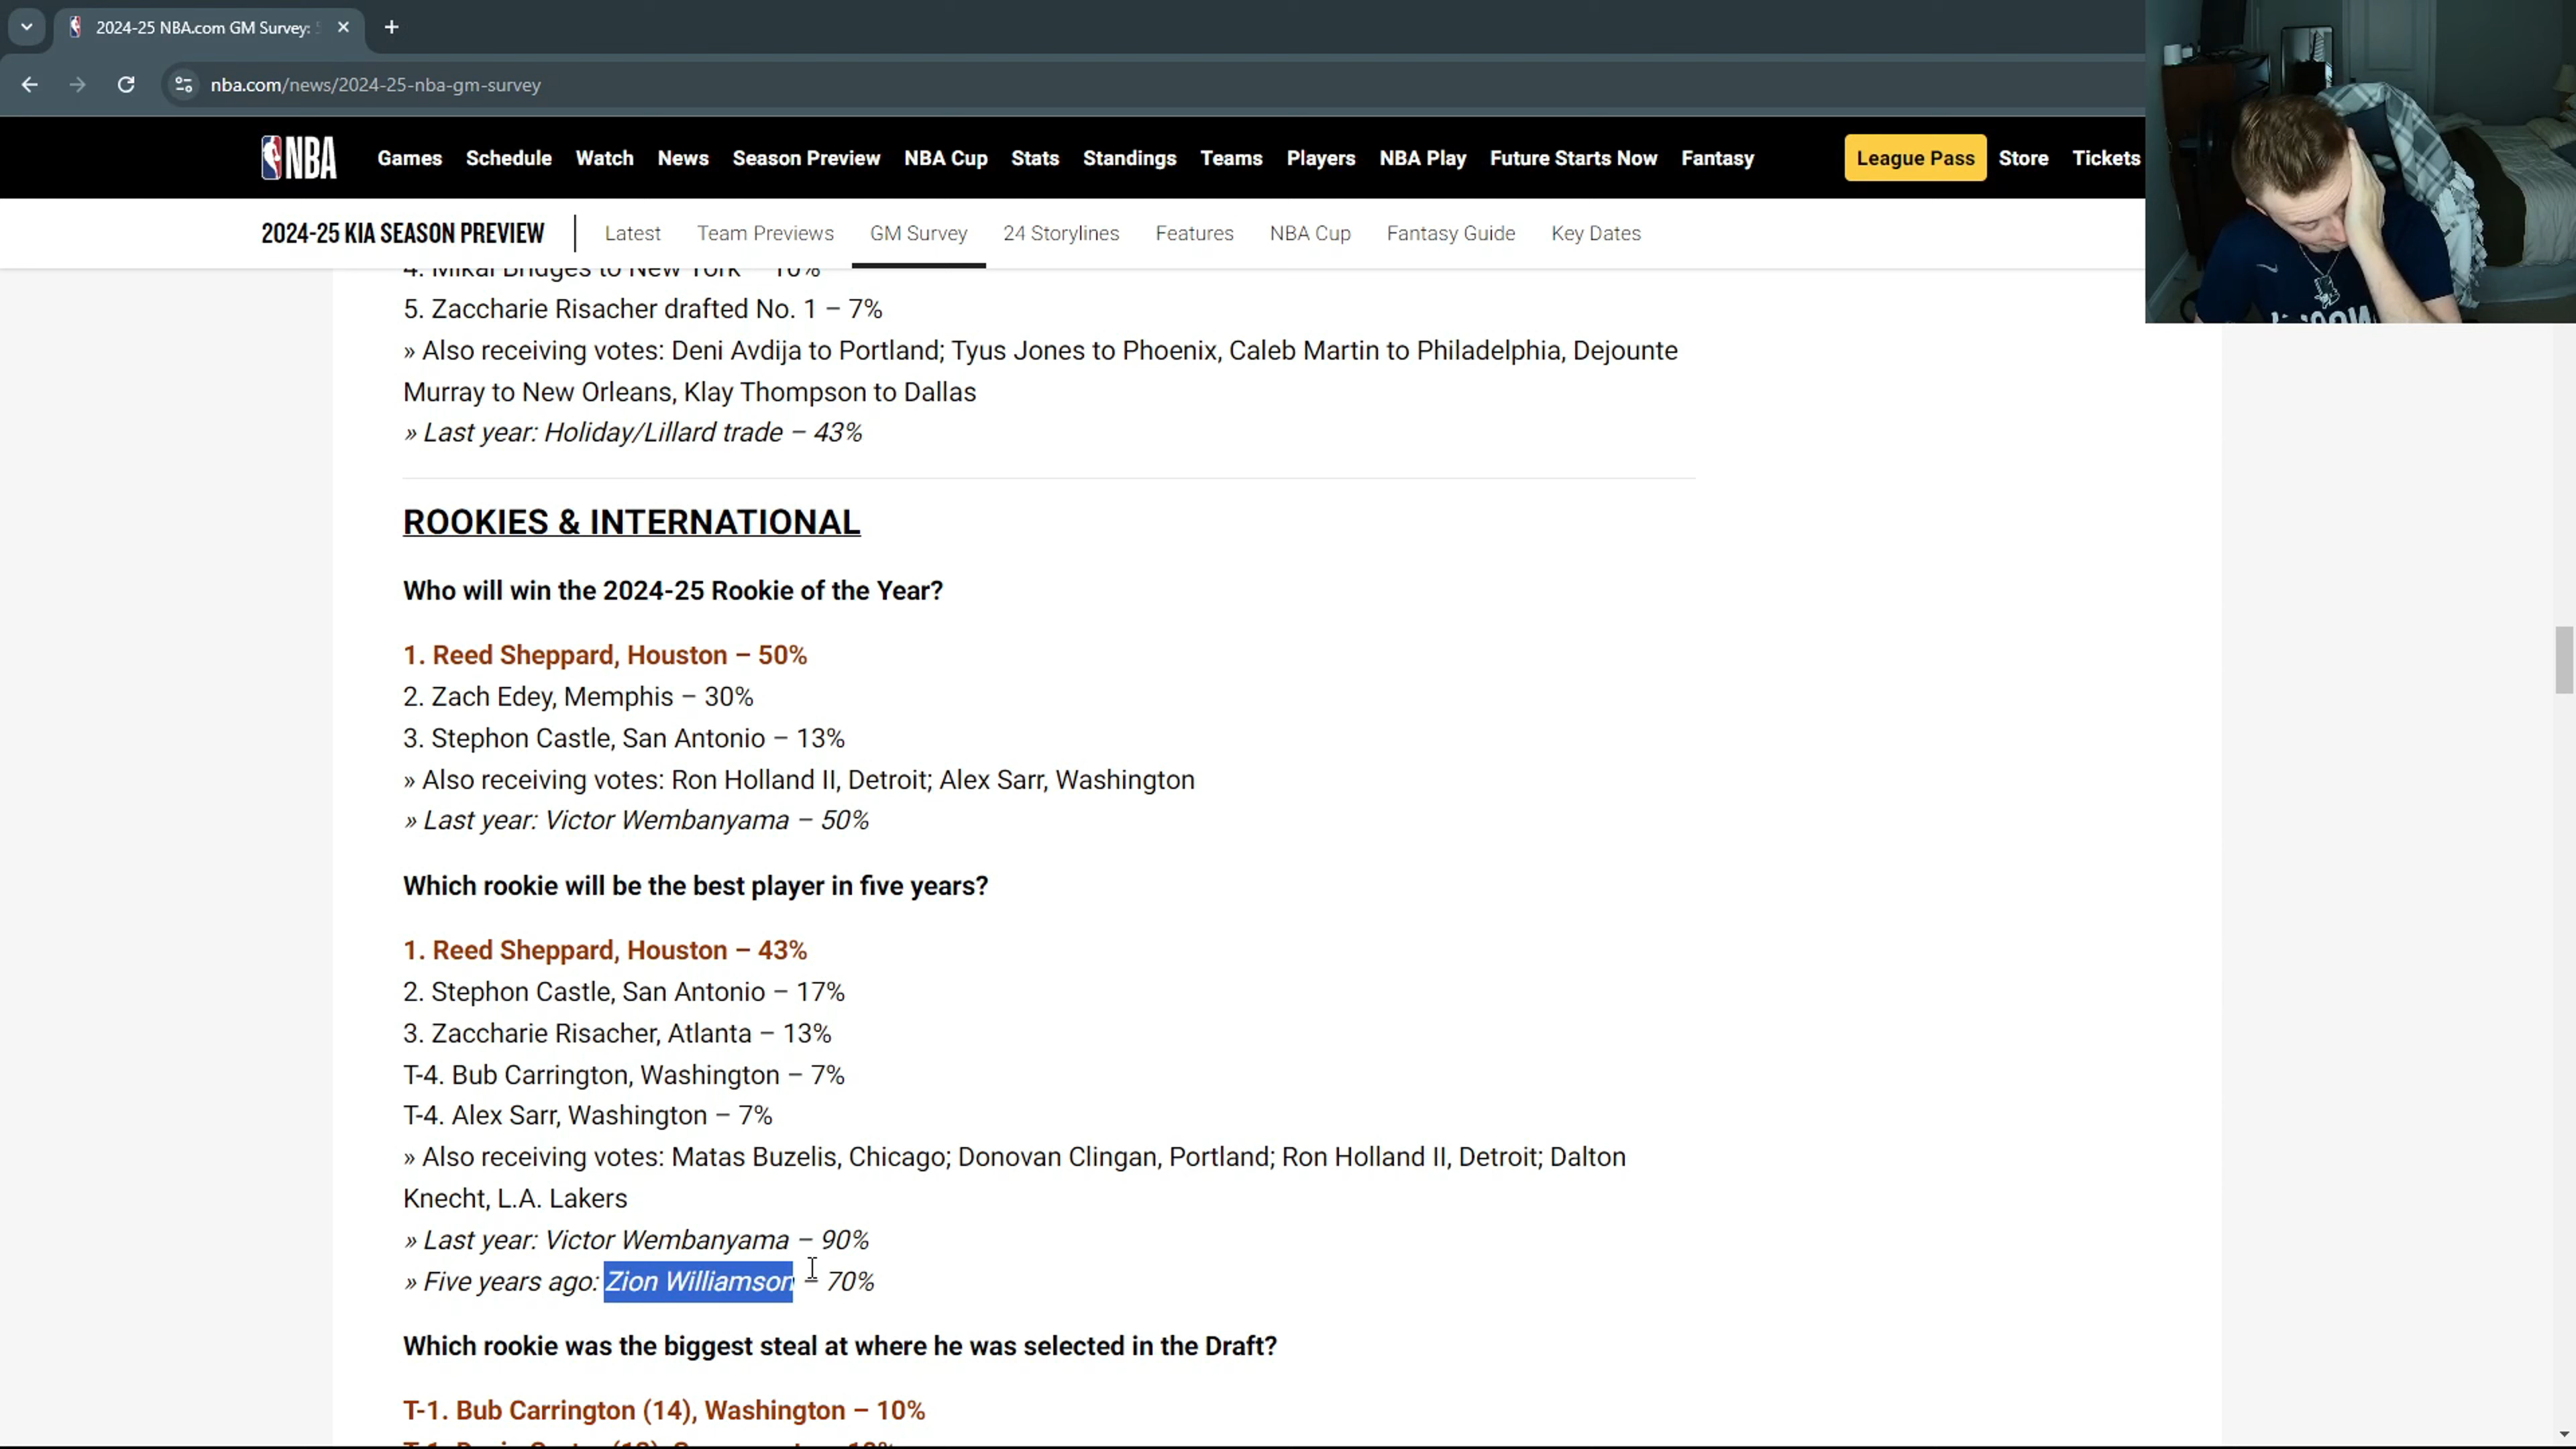 2024-25 NBA.com GM Survey:
nba.com/news/2024-25-nba-gm-survey
NBA Games Schedule Watch News Season Preview NBA Cup Stats Standings Teams Players NBA Play Future Starts Now Fantasy League Pass Store Tickets
2024-25 KIA SEASON PREVIEW Latest Team Previews GM Survey 24 Storylines Features NBA Cup Fantasy Guide Key Dates
4. Mikal Bridges to New York – 10%
5. Zaccharie Risacher drafted No. 1 – 7%
» Also receiving votes: Deni Avdija to Portland; Tyus Jones to Phoenix, Caleb Martin to Philadelphia, Dejounte
Murray to New Orleans, Klay Thompson to Dallas
» Last year: Holiday/Lillard trade – 43%
ROOKIES & INTERNATIONAL
Who will win the 2024-25 Rookie of the Year?
1. Reed Sheppard, Houston – 50%
2. Zach Edey, Memphis – 30%
3. Stephon Castle, San Antonio – 13%
» Also receiving votes: Ron Holland II, Detroit; Alex Sarr, Washington
» Last year: Victor Wembanyama – 50%
Which rookie will be the best player in five years?
1. Reed Sheppard, Houston – 43%
2. Stephon Castle, San Antonio – 17%
3. Zaccharie Risacher, Atlanta – 13%
T-4. Bub Carrington, Washington – 7%
T-4. Alex Sarr, Washington – 7%
» Also receiving votes: Matas Buzelis, Chicago; Donovan Clingan, Portland; Ron Holland II, Detroit; Dalton
Knecht, L.A. Lakers
» Last year: Victor Wembanyama – 90%
» Five years ago: Zion Williamson – 70%
Which rookie was the biggest steal at where he was selected in the Draft?
T-1. Bub Carrington (14), Washington – 10%